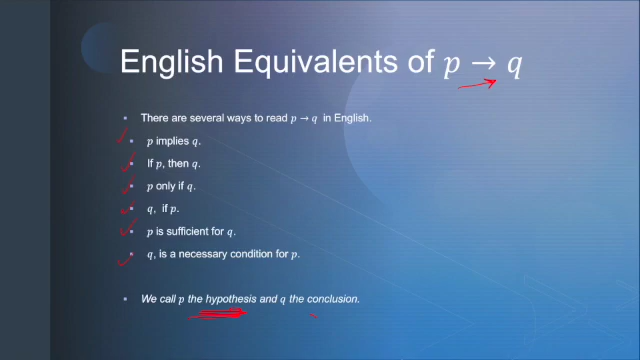 English Equivalents of p → q
There are several ways to read p → q in English.
p implies q.
If p, then q.
p only if q.
q, if p.
p is sufficient for q.
q, is a necessary condition for p.
We call p the hypothesis and q the conclusion.